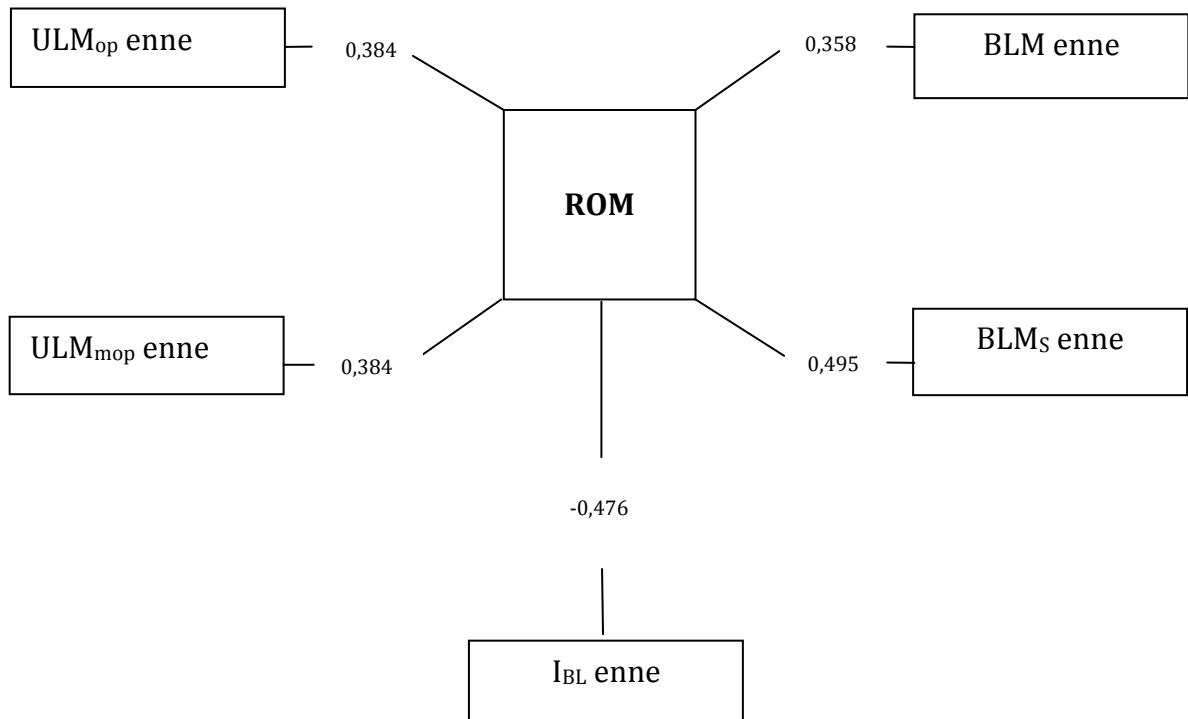 ULMop enne
0,384
0,358
BLM enne
ROM
ULMmop enne
0,384
0,495
BLMS enne
-0,476
IBL enne